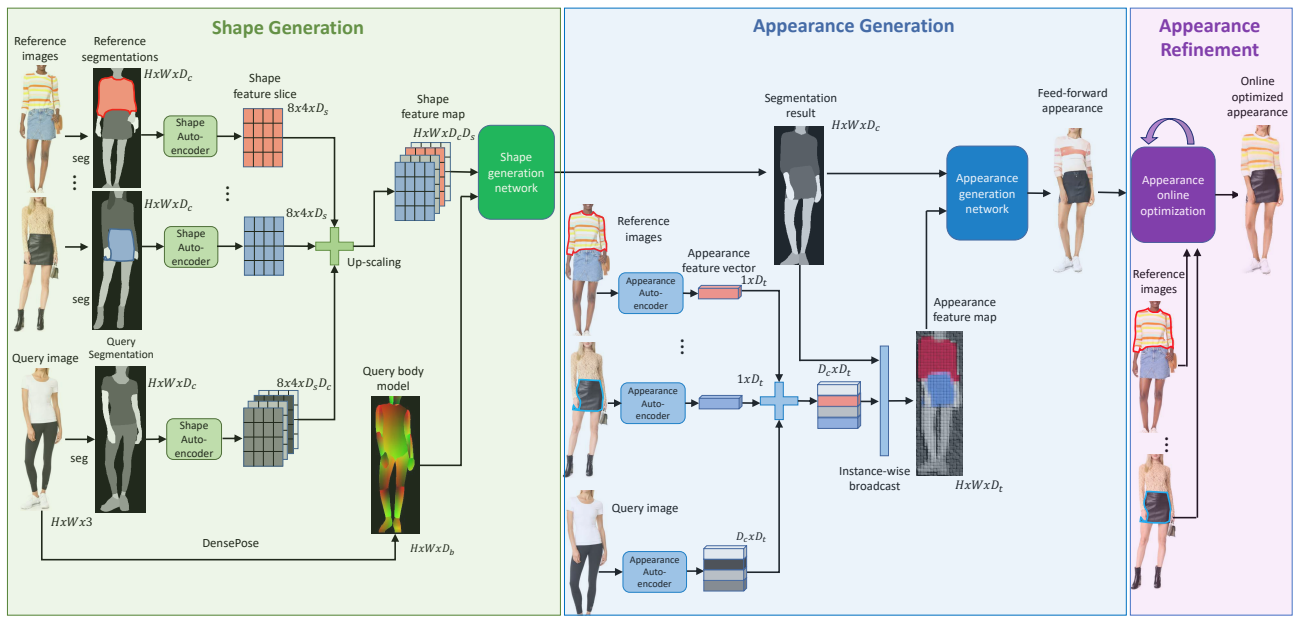 Shape Generation
Reference
images
Reference
segmentations
HxWxD_c
Shape
feature slice
8x4xD_s
Shape
Auto-
encoder
seg
Shape
feature map
HxWxD_cD_s
Shape
generation
network
HxWxD_c
8x4xD_s
Shape
Auto-
encoder
seg
Up-scaling
Query image
Query
Segmentation
HxWxD_c
8x4xD_sD_c
Shape
Auto-
encoder
seg
Query body
model
HxWx3
DensePose
HxWxD_b
Appearance Generation
Segmentation
result
HxWxD_c
Feed-forward
appearance
Appearance
generation
network
Reference
images
Appearance
feature vector
1xD_t
Appearance
Auto-
encoder
Appearance
feature map
1xD_t
D_cxD_t
Appearance
Auto-
encoder
Instance-wise
broadcast
HxWxD_t
Query image
D_cxD_t
Appearance
Auto-
encoder
Appearance
Refinement
Online
optimized
appearance
Appearance
online
optimization
Reference
images